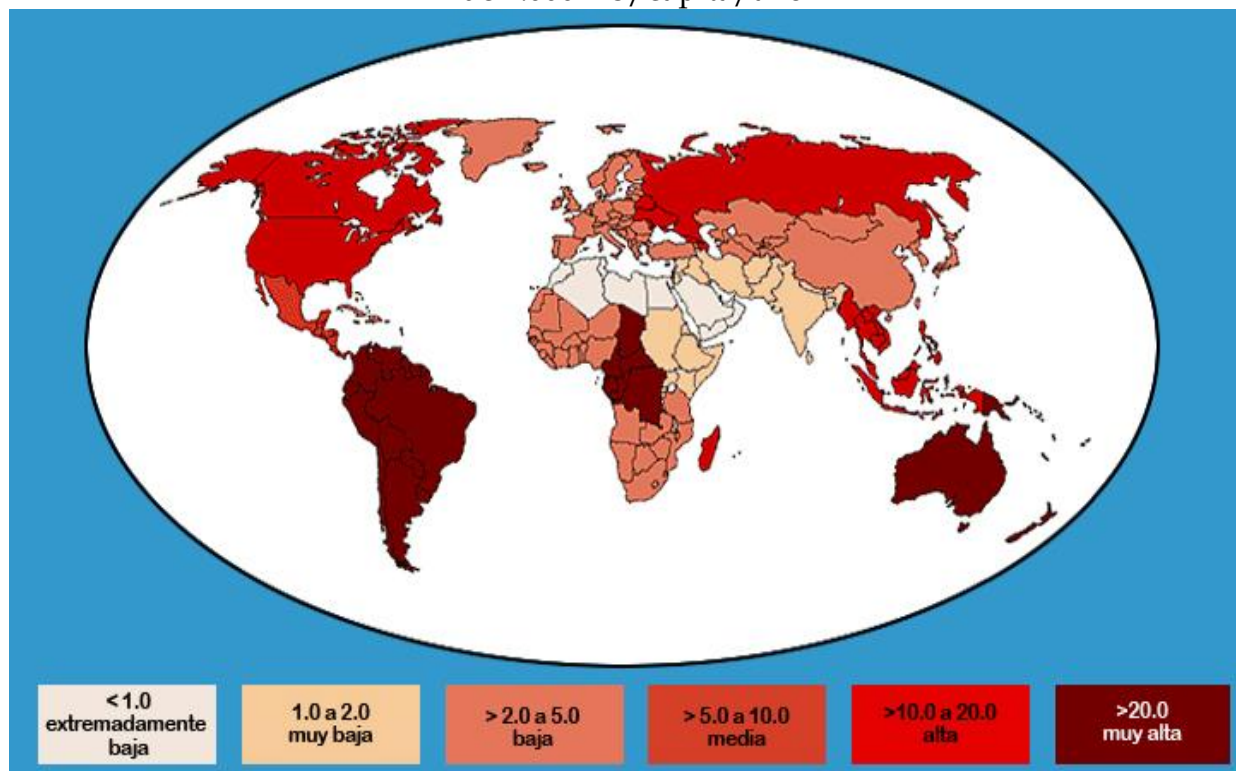 < 1.0
extremadamente
baja
1.0 a 2.0
muy baja
> 2.0 a 5.0
baja
> 5.0 a 10.0
media
>10.0 a 20.0
alta
>20.0
muy alta